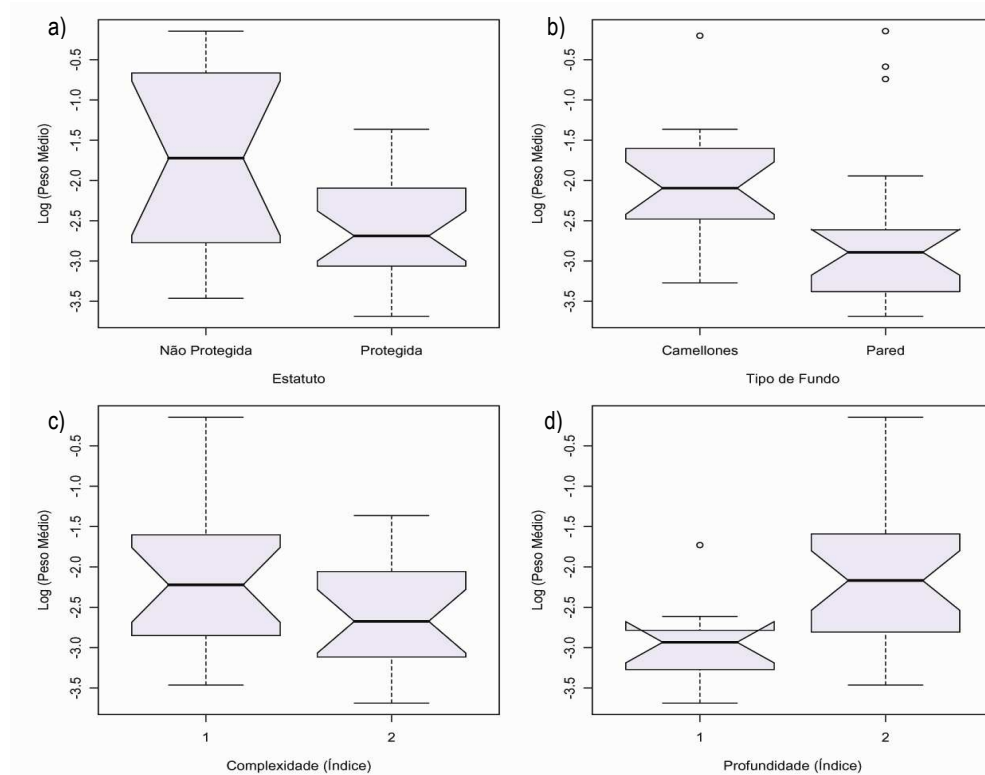 a)
Log (Peso Médio)
-0.5
-1.0
-1.5
-2.0
-2.5
-3.0
-3.5
Não Protegida Protegida
Estatuto
b)
Log (Peso Médio)
-0.5
-1.0
-1.5
-2.0
-2.5
-3.0
-3.5
Camellones Pared
Tipo de Fundo
c)
Log (Peso Médio)
-0.5
-1.0
-1.5
-2.0
-2.5
-3.0
-3.5
1 2
Complexidade (Índice)
d)
Log (Peso Médio)
-0.5
-1.0
-1.5
-2.0
-2.5
-3.0
-3.5
1 2
Profundidade (Índice)